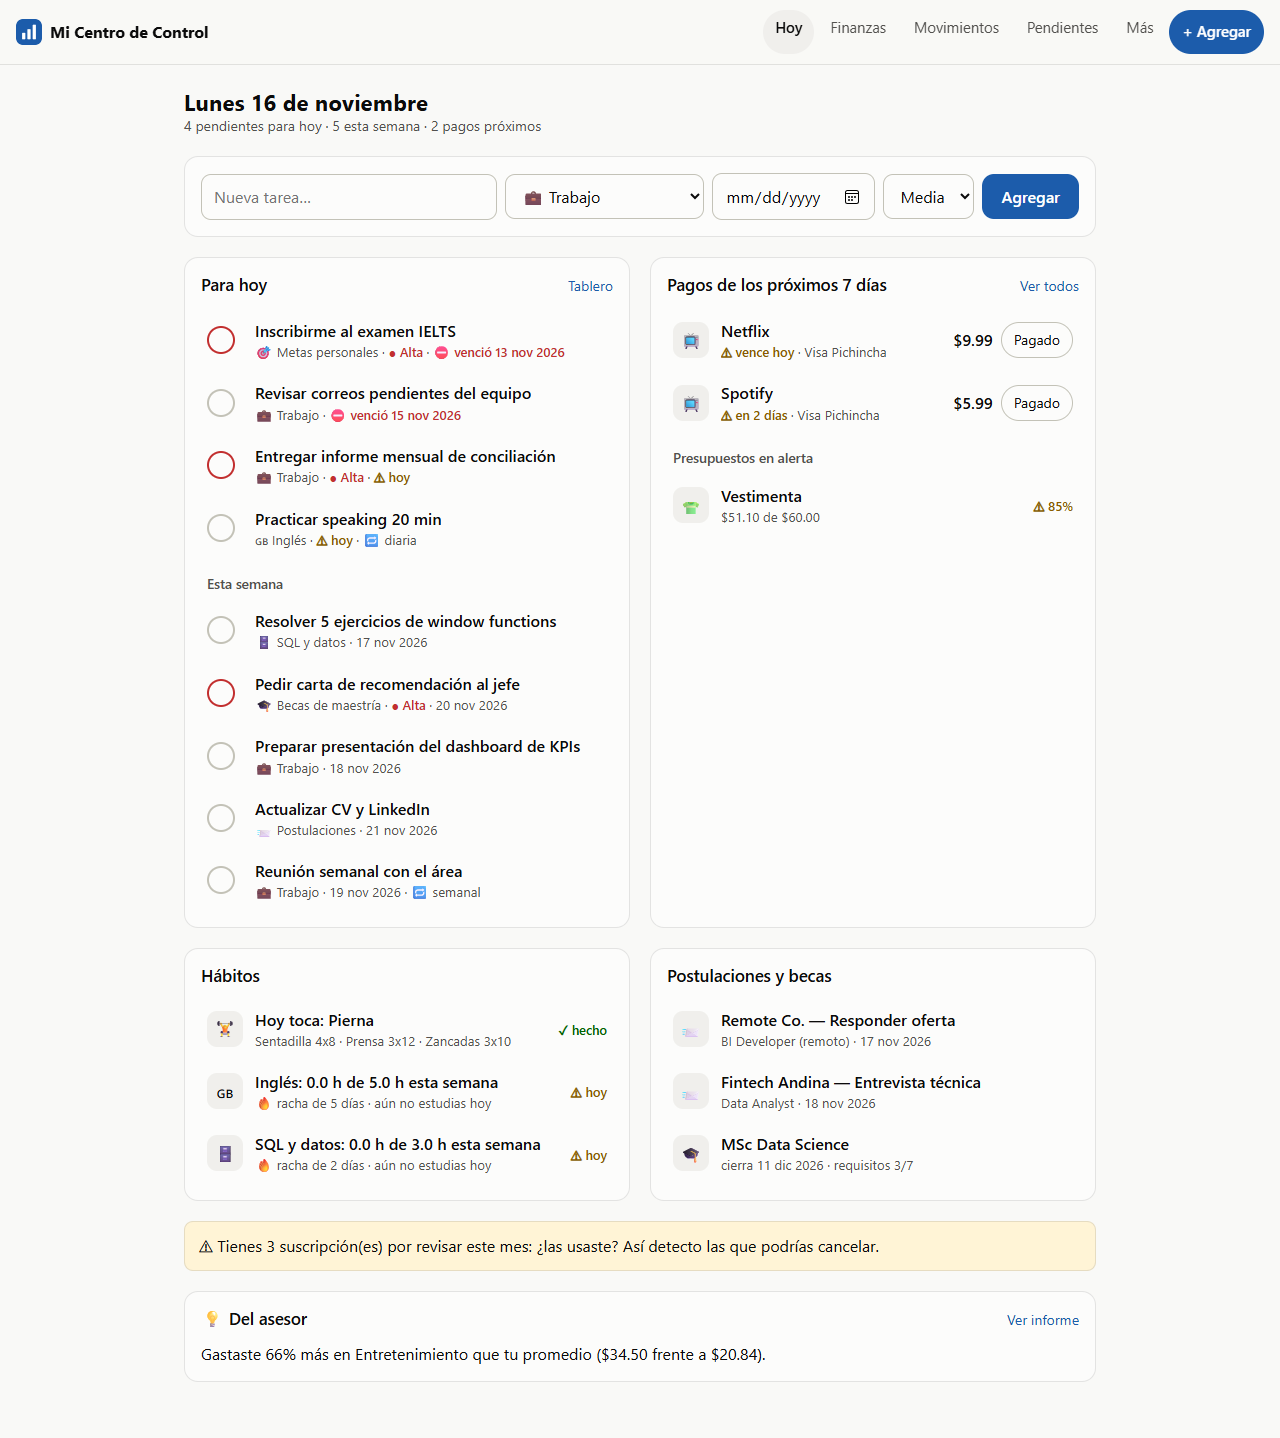 Mi Centro de Control
Hoy
Finanzas
Movimientos
Pendientes
Más
+ Agregar
Lunes 16 de noviembre
4 pendientes para hoy · 5 esta semana · 2 pagos próximos
Nueva tarea...
Trabajo
mm/dd/yyyy
Media
Agregar
Para hoy
Tablero
Inscribirme al examen IELTS
Metas personales · ● Alta · ⛔ venció 13 nov 2026
Revisar correos pendientes del equipo
Trabajo · ⛔ venció 15 nov 2026
Entregar informe mensual de conciliación
Trabajo · ● Alta · ⚠ hoy
Practicar speaking 20 min
GB Inglés · ⚠ hoy · 🔁 diaria
Esta semana
Resolver 5 ejercicios de window functions
SQL y datos · 17 nov 2026
Pedir carta de recomendación al jefe
Becas de maestría · ● Alta · 20 nov 2026
Preparar presentación del dashboard de KPIs
Trabajo · 18 nov 2026
Actualizar CV y LinkedIn
Postulaciones · 21 nov 2026
Reunión semanal con el área
Trabajo · 19 nov 2026 · 🔁 semanal
Pagos de los próximos 7 días
Ver todos
Netflix
⚠ vence hoy · Visa Pichincha
$9.99
Pagado
Spotify
⚠ en 2 días · Visa Pichincha
$5.99
Pagado
Presupuestos en alerta
Vestimenta
$51.10 de $60.00
⚠ 85%
Hábitos
Hoy toca: Pierna
Sentadilla 4x8 · Prensa 3x12 · Zancadas 3x10
✓ hecho
GB
Inglés: 0.0 h de 5.0 h esta semana
🔥 racha de 5 días · aún no estudias hoy
⚠ hoy
SQL y datos: 0.0 h de 3.0 h esta semana
🔥 racha de 2 días · aún no estudias hoy
⚠ hoy
Postulaciones y becas
Remote Co. — Responder oferta
BI Developer (remoto) · 17 nov 2026
Fintech Andina — Entrevista técnica
Data Analyst · 18 nov 2026
MSc Data Science
cierra 11 dic 2026 · requisitos 3/7
⚠ Tienes 3 suscripción(es) por revisar este mes: ¿las usaste? Así detecto las que podrías cancelar.
💡 Del asesor
Ver informe
Gastaste 66% más en Entretenimiento que tu promedio ($34.50 frente a $20.84).